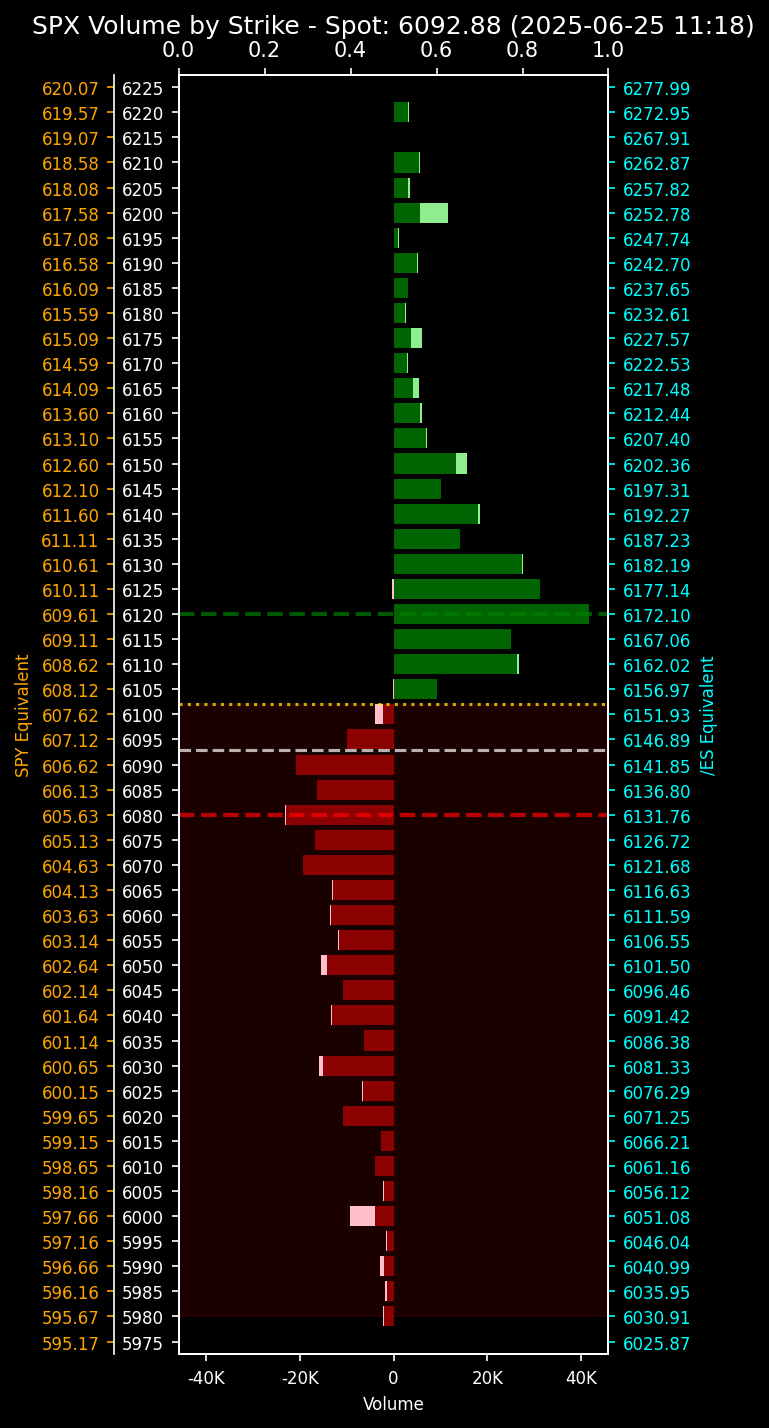 SPX Volume by Strike - Spot: 6092.88 (2025-06-25 11:18)
0.0 0.2 0.4 0.6 0.8 1.0
620.07 6225 6277.99
619.57 6220 6272.95
619.07 6215 6267.91
618.58 6210 6262.87
618.08 6205 6257.82
617.58 6200 6252.78
617.08 6195 6247.74
616.58 6190 6242.70
616.09 6185 6237.65
615.59 6180 6232.61
615.09 6175 6227.57
614.59 6170 6222.53
614.09 6165 6217.48
613.60 6160 6212.44
613.10 6155 6207.40
612.60 6150 6202.36
612.10 6145 6197.31
611.60 6140 6192.27
611.11 6135 6187.23
610.61 6130 6182.19
610.11 6125 6177.14
609.61 6120 6172.10
609.11 6115 6167.06
608.62 6110 6162.02
608.12 6105 6156.97
607.62 6100 6151.93
607.12 6095 6146.89
606.62 6090 6141.85
606.13 6085 6136.80
605.63 6080 6131.76
605.13 6075 6126.72
604.63 6070 6121.68
604.13 6065 6116.63
603.63 6060 6111.59
603.14 6055 6106.55
602.64 6050 6101.50
602.14 6045 6096.46
601.64 6040 6091.42
601.14 6035 6086.38
600.65 6030 6081.33
600.15 6025 6076.29
599.65 6020 6071.25
599.15 6015 6066.21
598.65 6010 6061.16
598.16 6005 6056.12
597.66 6000 6051.08
597.16 5995 6046.04
596.66 5990 6040.99
596.16 5985 6035.95
595.67 5980 6030.91
595.17 5975 6025.87
SPY Equivalent
/ES Equivalent
-40K -20K 0 20K 40K
Volume